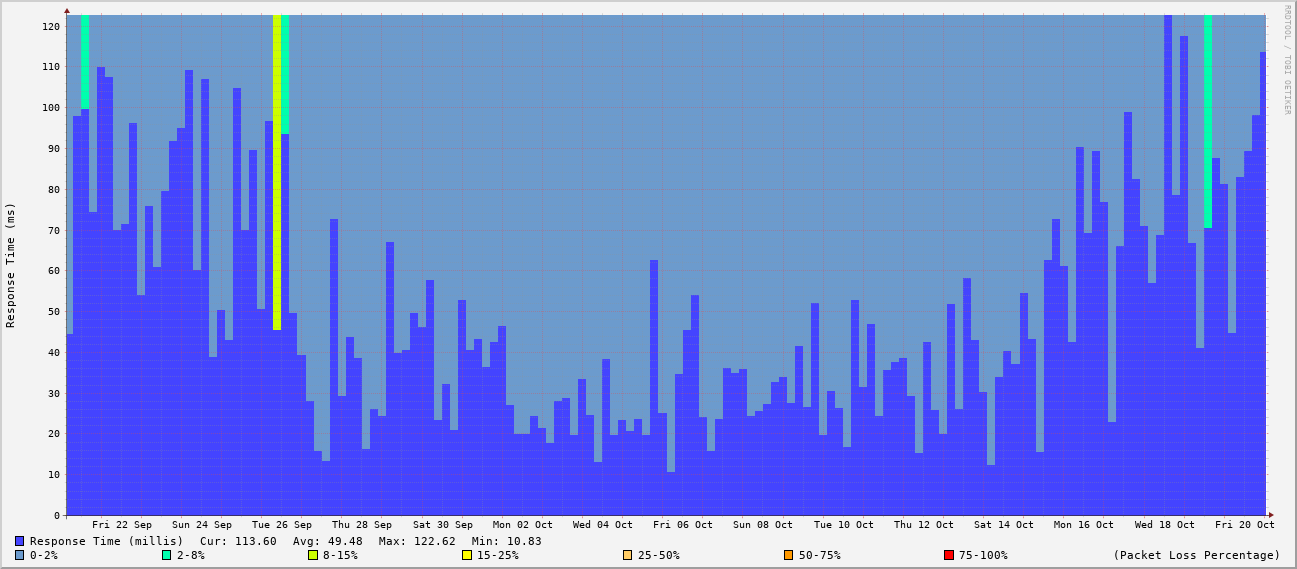 RRDTOOL / TOBI OETIKER
Response Time (ms)
120
110
100
90
80
70
60
50
40
30
20
10
0
Fri 22 Sep Sun 24 Sep Tue 26 Sep Thu 28 Sep Sat 30 Sep Mon 02 Oct Wed 04 Oct Fri 06 Oct Sun 08 Oct Tue 10 Oct Thu 12 Oct Sat 14 Oct Mon 16 Oct Wed 18 Oct Fri 20 Oct
Response Time (millis) Cur: 113.60 Avg: 49.48 Max: 122.62 Min: 10.83
0-2% 2-8% 8-15% 15-25% 25-50% 50-75% 75-100% (Packet Loss Percentage)